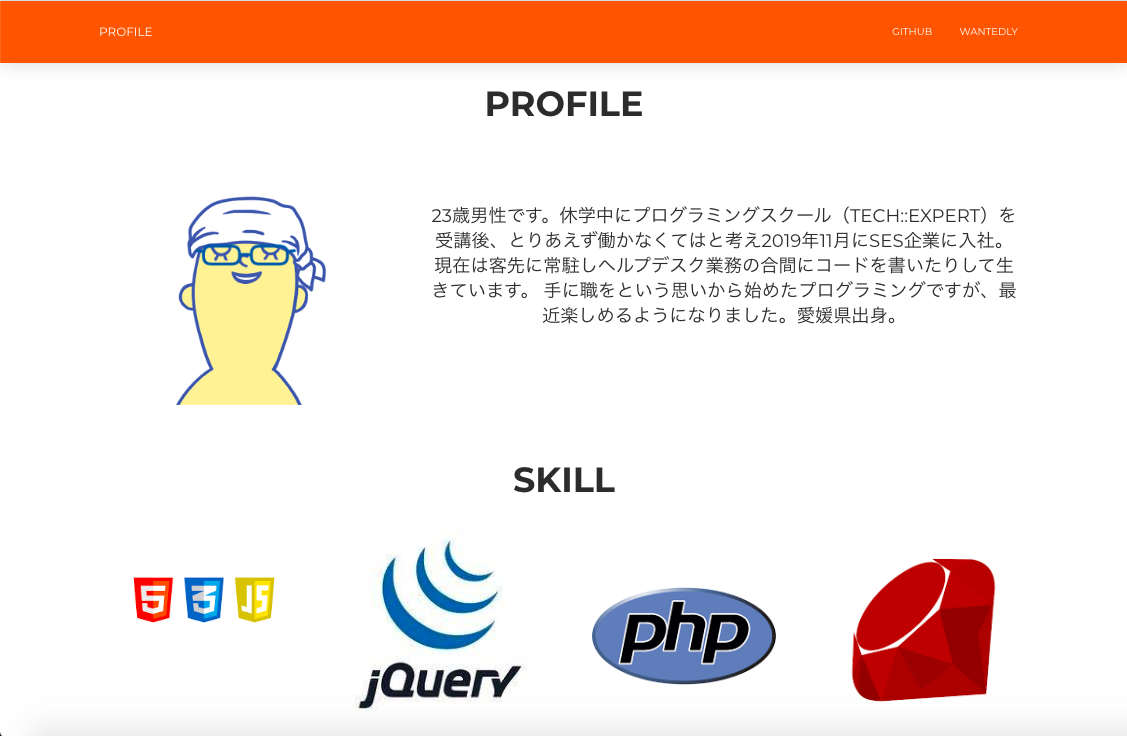 PROFILE
GITHUB
WANTEDLY
PROFILE
23歳男性です。休学中にプログラミングスクール（TECH::EXPERT）を
受講後、とりあえず働かなくてはと考え2019年11月にSES企業に入社。
現在は客先に常駐しヘルプデスク業務の合間にコードを書いたりして生
きています。 手に職をという思いから始めたプログラミングですが、最
近楽しめるようになりました。愛媛県出身。
SKILL
5 3 JS
jQuery
php